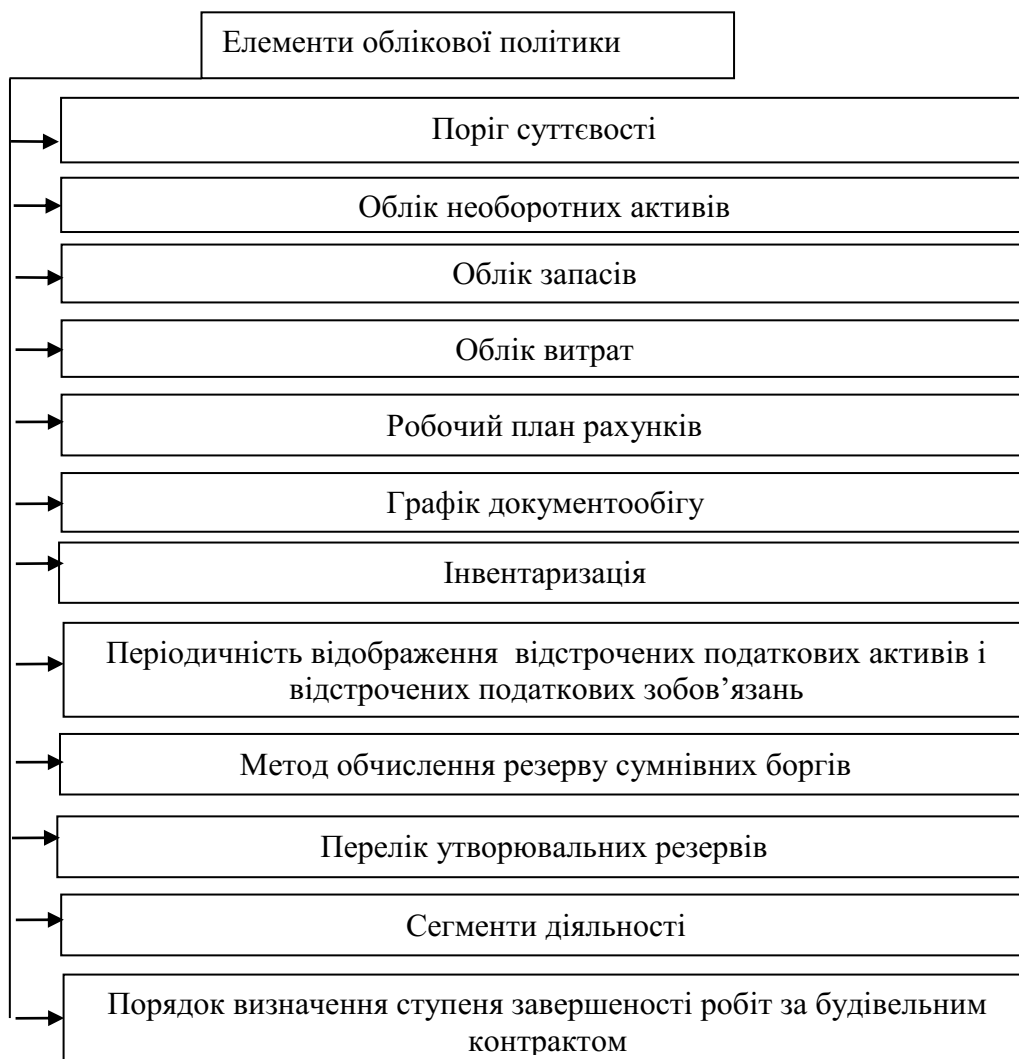 Елементи облікової політики
Поріг суттєвості
Облік необоротних активів
Облік запасів
Облік витрат
Робочий план рахунків
Графік документообігу
Інвентаризація
Періодичність відображення  відстрочених податкових активів і
відстрочених податкових зобов’язань
Метод обчислення резерву сумнівних боргів
Перелік утворювальних резервів
Сегменти діяльності
Порядок визначення ступеня завершеності робіт за будівельним
контрактом